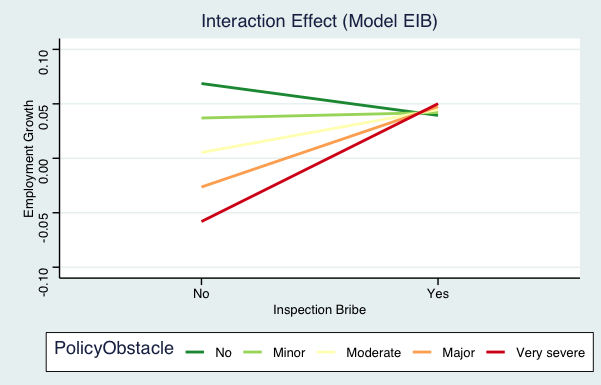 Interaction Effect (Model EIB)
Employment Growth
0.10
0.05
0.00
-0.05
-0.10
No Yes
Inspection Bribe
PolicyObstacle No Minor Moderate Major Very severe